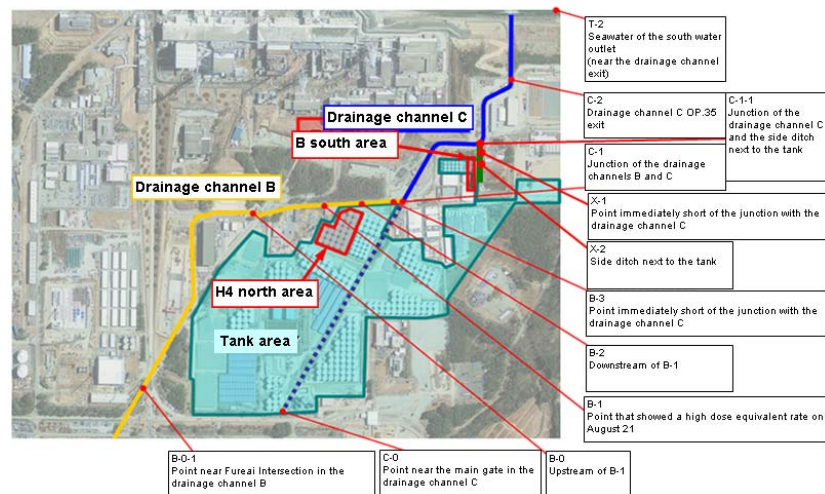 T-2
Seawater of the south water
outlet
(near the drainage channel
exit)
C-2
Drainage channel C OP.35
exit
C-1-1
Junction of the
drainage channel C
and the side ditch
next to the tank
Drainage channel C
B south area
C-1
Junction of the drainage
channels B and C
Drainage channel B
X-1
Point immediately short of the junction with the
drainage channel C
X-2
Side ditch next to the tank
H4 north area
B-3
Point immediately short of the junction with the
drainage channel C
Tank area
B-2
Downstream of B-1
B-1
Point that showed a high dose equivalent rate on
August 21
B-0-1
Point near Fureai Intersection in the
drainage channel B
C-0
Point near the main gate in the
drainage channel C
B-0
Upstream of B-1